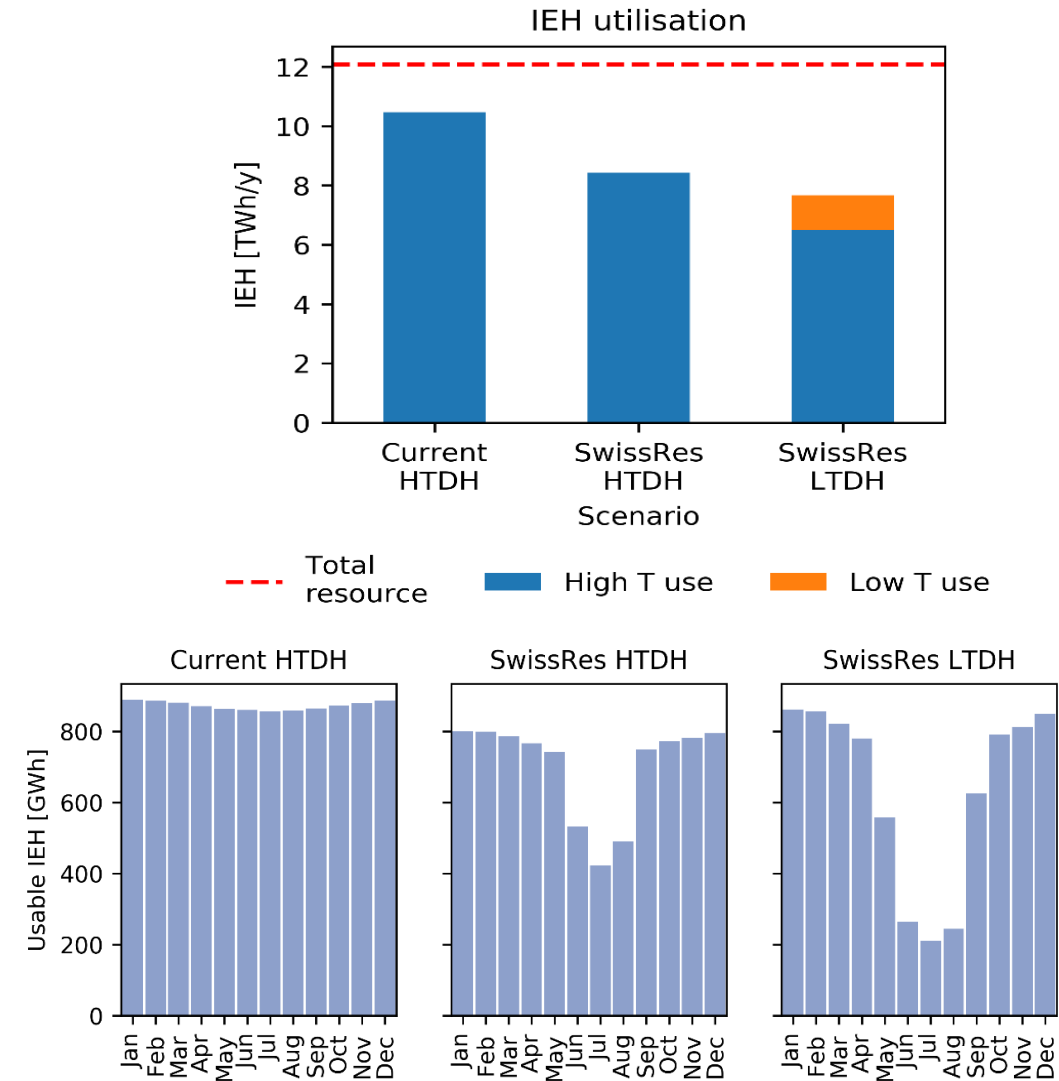 IEH utilisation
12
10
8
6
4
2
0
IEH [TWh/y]
Current
HTDH
SwissRes
HTDH
SwissRes
LTDH
Scenario
Total
resource
High T use
Low T use
Current HTDH
SwissRes HTDH
SwissRes LTDH
Usable IEH [GWh]
800
600
400
200
0
Jan Feb Mar Apr May Jun Jul Aug Sep Oct Nov Dec
Jan Feb Mar Apr May Jun Jul Aug Sep Oct Nov Dec
Jan Feb Mar Apr May Jun Jul Aug Sep Oct Nov Dec